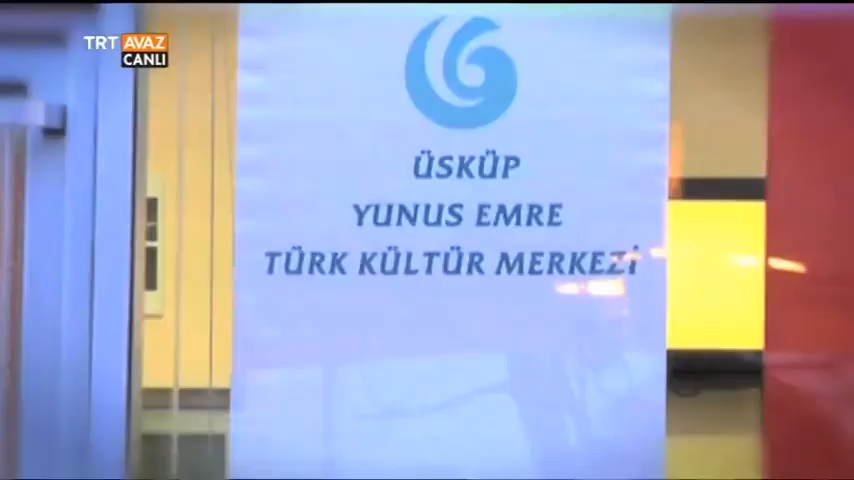 TRT AVAZ
CANLI
ÜSKÜP
YUNUS EMRE
TÜRK KÜLTÜR MERKEZİ